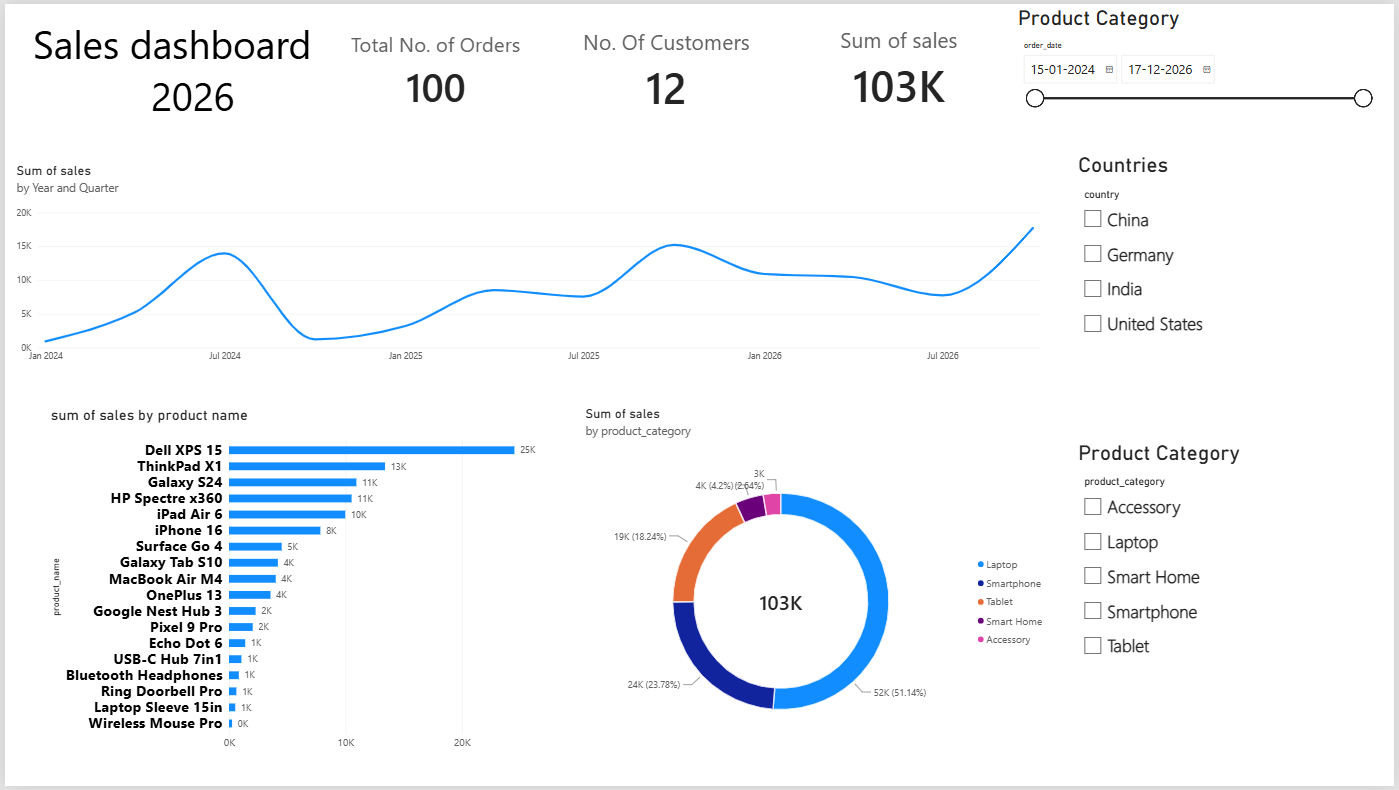 Sales dashboard
2026
Total No. of Orders
100
No. Of Customers
12
Sum of sales
103K
Product Category
order_date
15-01-2024
17-12-2026
Sum of sales
by Year and Quarter
20K
15K
10K
5K
0K
Jan 2024
Jul 2024
Jan 2025
Jul 2025
Jan 2026
Jul 2026
Countries
country
China
Germany
India
United States
sum of sales by product name
product_name
Dell XPS 15 25K
ThinkPad X1 13K
Galaxy S24 11K
HP Spectre x360 11K
iPad Air 6 10K
iPhone 16 8K
Surface Go 4 5K
Galaxy Tab S10 4K
MacBook Air M4 4K
OnePlus 13 4K
Google Nest Hub 3 2K
Pixel 9 Pro 2K
Echo Dot 6 1K
USB-C Hub 7in1 1K
Bluetooth Headphones 1K
Ring Doorbell Pro 1K
Laptop Sleeve 15in 1K
Wireless Mouse Pro 0K
0K
10K
20K
Sum of sales
by product_category
3K
(2.64%)
4K (4.2%)
19K (18.24%)
103K
24K (23.78%)
52K (51.14%)
Laptop
Smartphone
Tablet
Smart Home
Accessory
Product Category
product_category
Accessory
Laptop
Smart Home
Smartphone
Tablet